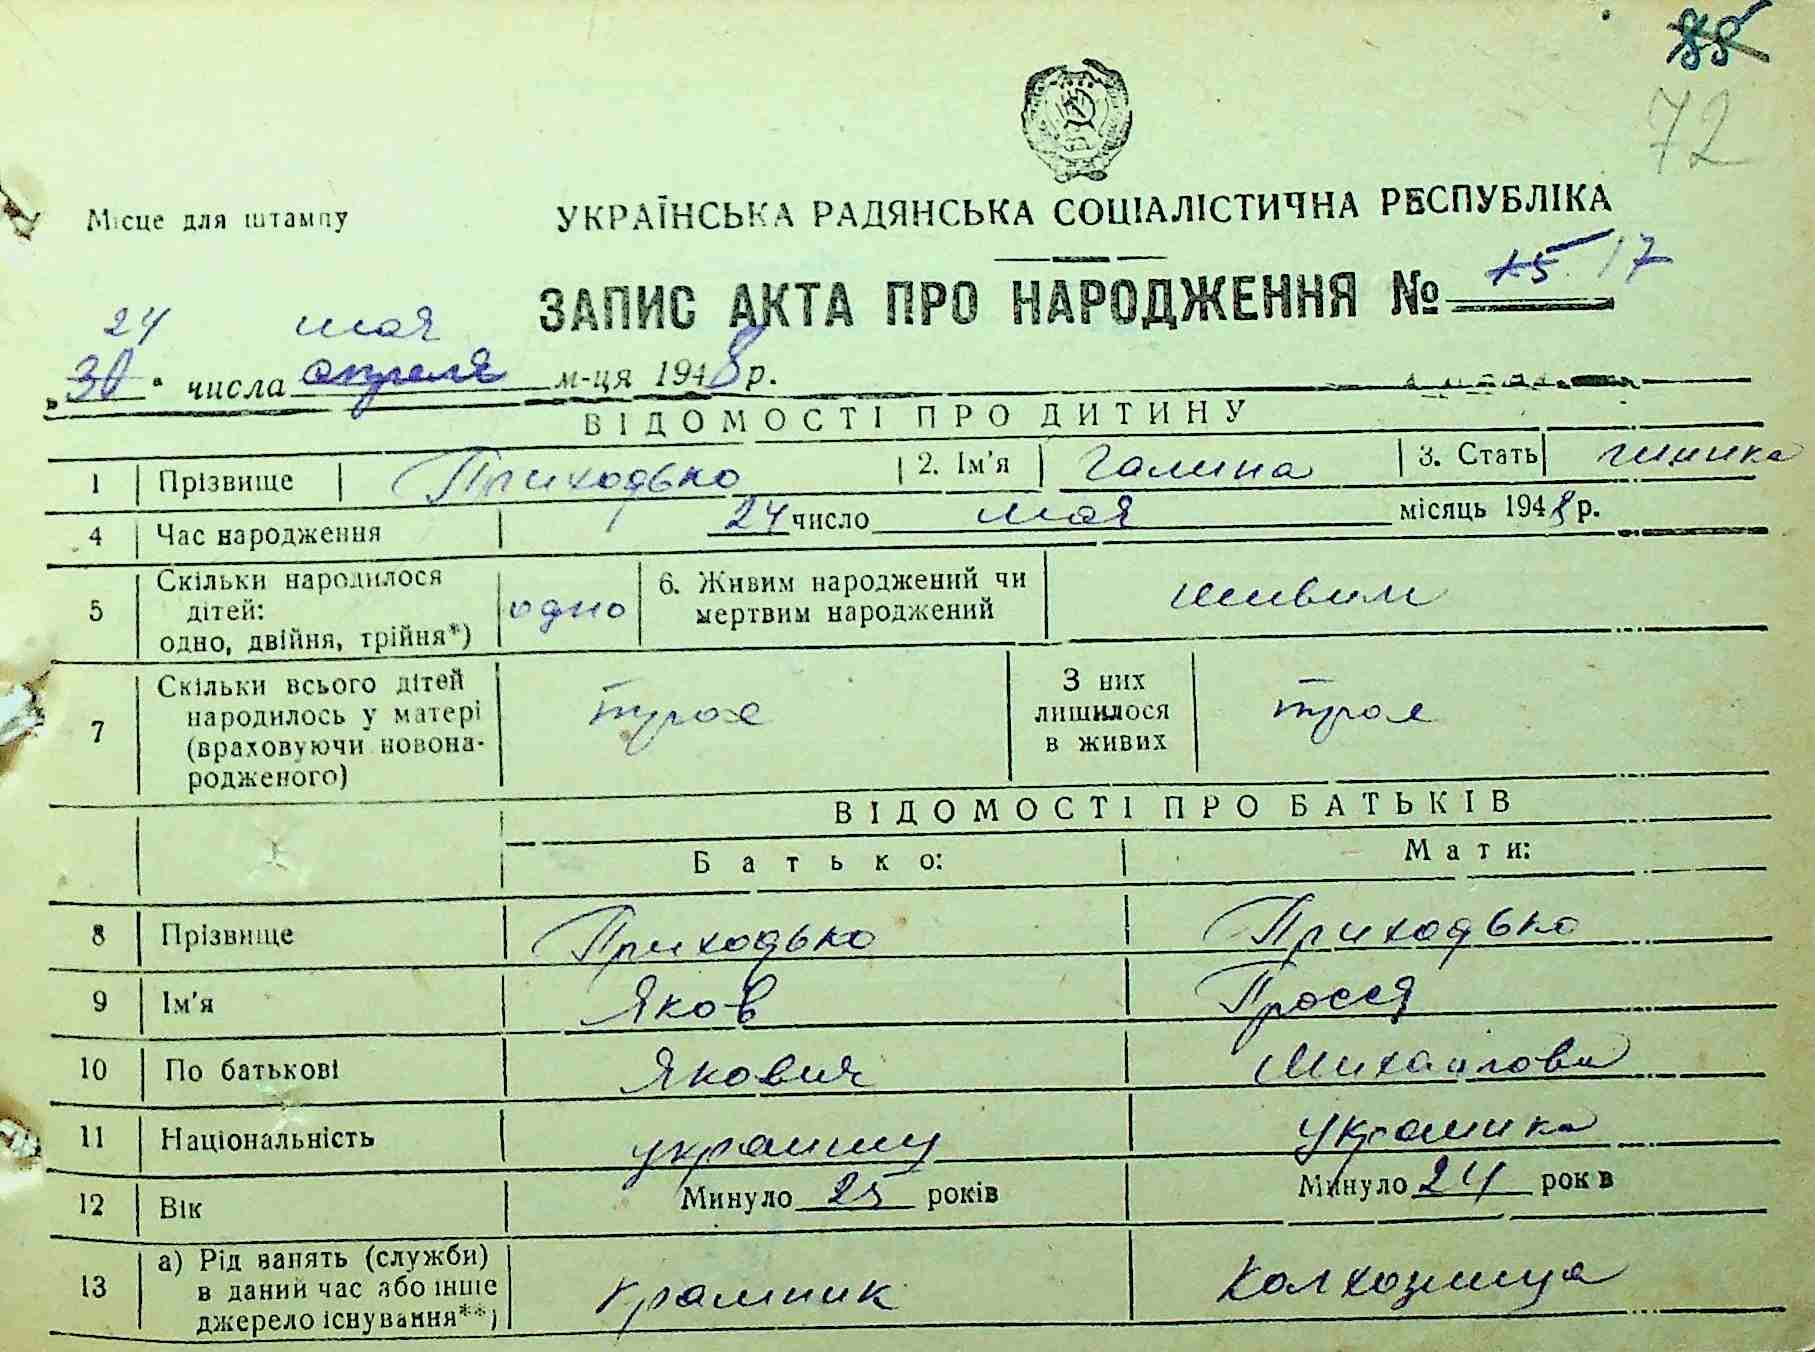 85
72
Місце для штампу
УКРАЇНСЬКА РАДЯНСЬКА СОЦІАЛІСТИЧНА РЕСПУБЛІКА
ЗАПИС АКТА ПРО НАРОДЖЕННЯ № 15 17
24 мая
„30“ числа апреля м-ця 1948 р.
ВІДОМОСТІ ПРО ДИТИНУ
1 Прізвище Приходько 2. Ім'я Галина 3. Стать
4 Час народження 24 число мая місяць 1948 р.
5 Скільки народилося дітей: одно, двійня, трійня*) одно 6. Живим народжений чи мертвим народжений живим
7 Скільки всього дітей народилось у матері (враховуючи новонародженого) трое З них лишилося в живих трое
ВІДОМОСТІ ПРО БАТЬКІВ
Батько: Мати:
8 Прізвище Приходько Приходько
9 Ім'я Яков Прося
10 По батькові Якович
11 Національність
12 Вік Минуло 25 років Минуло 24 років
13 а) Рід занять (служби) в даний час або інше джерело існування**) крамник колхозница